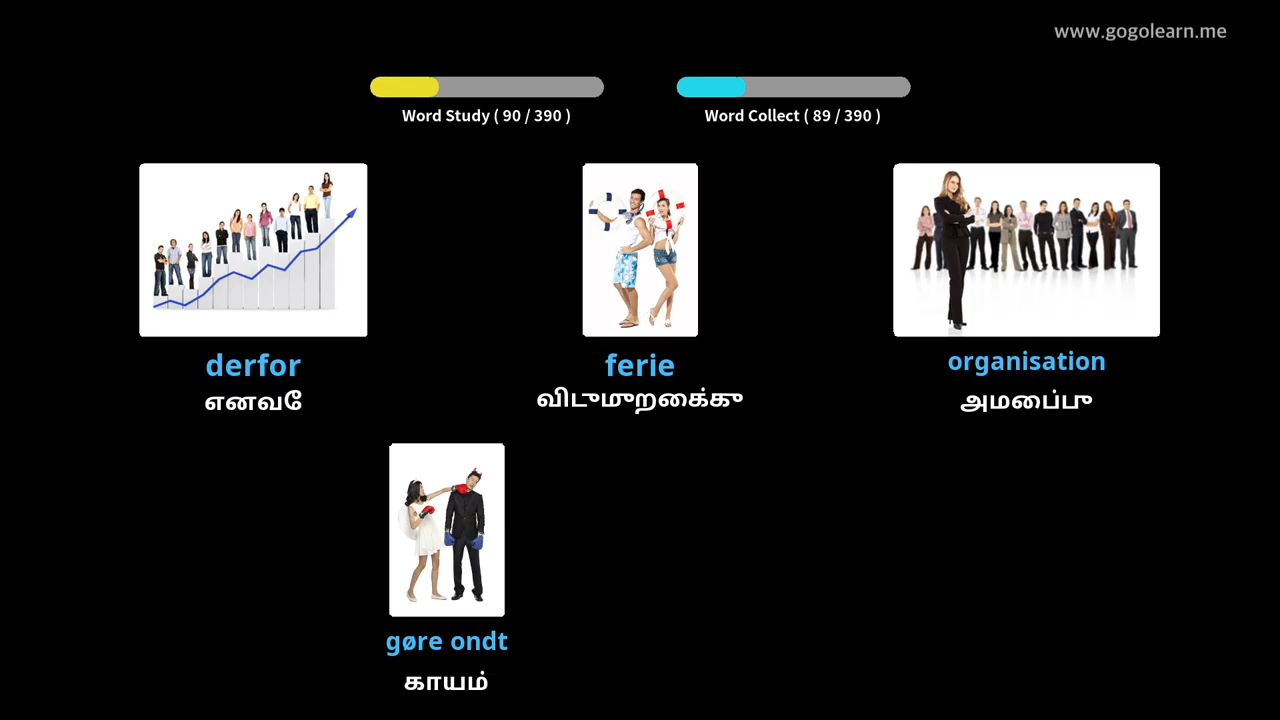 www.gogolearn.me
Word Study ( 90 / 390 )
Word Collect ( 89 / 390 )
derfor
எனவே
ferie
விடுமுறைக்கு
organisation
அமைப்பு
gøre ondt
காயம்